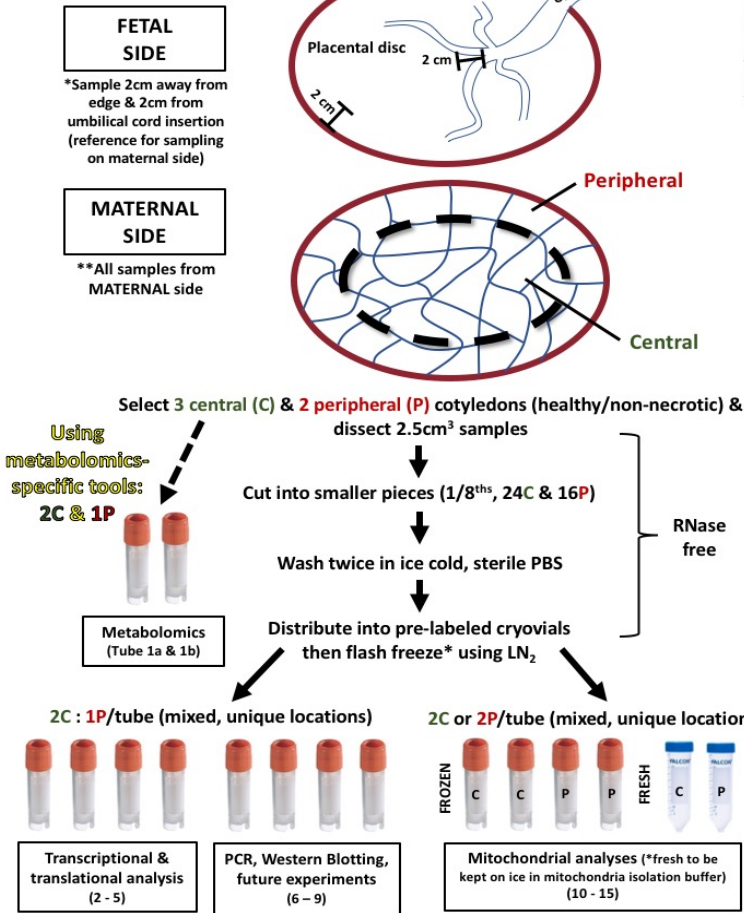 FETAL
SIDE
*Sample 2cm away from
edge & 2cm from
umbilical cord insertion
(reference for sampling
on maternal side)
Placental disc
2 cm
2 cm
MATERNAL
SIDE
**All samples from
MATERNAL side
Peripheral
Central
Select 3 central (C) & 2 peripheral (P) cotyledons (healthy/non-necrotic) &
dissect 2.5cm³ samples
Using
metabolomics-
specific tools:
2C & 1P
Cut into smaller pieces (1/8ᵗʰˢ, 24C & 16P)
Wash twice in ice cold, sterile PBS
RNase
free
Metabolomics
(Tube 1a & 1b)
Distribute into pre-labeled cryovials
then flash freeze* using LN₂
2C : 1P/tube (mixed, unique locations)
2C or 2P/tube (mixed, unique location
FROZEN
C
C
P
P
FRESH
FALCON
C
FALCON
P
Transcriptional &
translational analysis
(2 - 5)
PCR, Western Blotting,
future experiments
(6 – 9)
Mitochondrial analyses (*fresh to be
kept on ice in mitochondria isolation buffer)
(10 - 15)